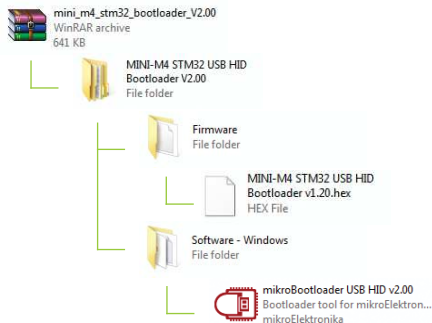 mini_m4_stm32_bootloader_V2.00
WinRAR archive
641 KB
MINI-M4 STM32 USB HID
Bootloader V2.00
File folder
Firmware
File folder
MINI-M4 STM32 USB HID
Bootloader v1.20.hex
HEX File
Software - Windows
File folder
mikroBootloader USB HID v2.00
Bootloader tool for mikroElektron...
mikroElektronika